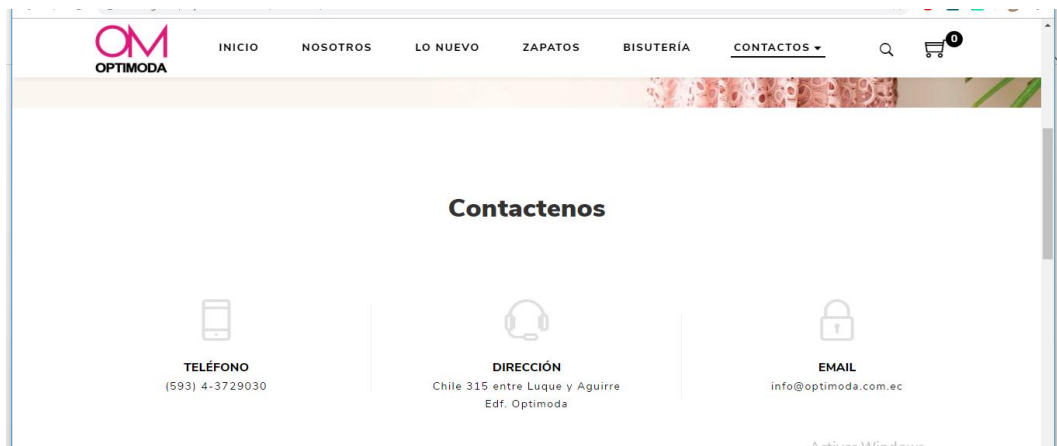 OM
OPTIMODA
INICIO NOSOTROS LO NUEVO ZAPATOS BISUTERÍA CONTACTOS
0
Contactenos
TELÉFONO
(593) 4-3729030
DIRECCIÓN
Chile 315 entre Luque y Aguirre
Edf. Optimoda
EMAIL
info@optimoda.com.ec